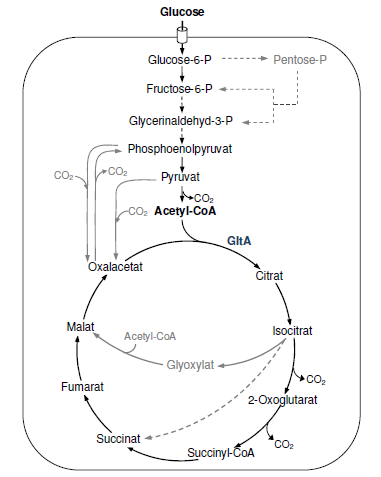 Glucose
Glucose-6-P
Pentose-P
Fructose-6-P
Glycerinaldehyd-3-P
Phosphoenolpyruvat
CO2
CO2
Pyruvat
CO2
CO2
Acetyl-CoA
GltA
Oxalacetat
Citrat
Malat
Acetyl-CoA
Isocitrat
Glyoxylat
CO2
Fumarat
2-Oxoglutarat
Succinat
CO2
Succinyl-CoA